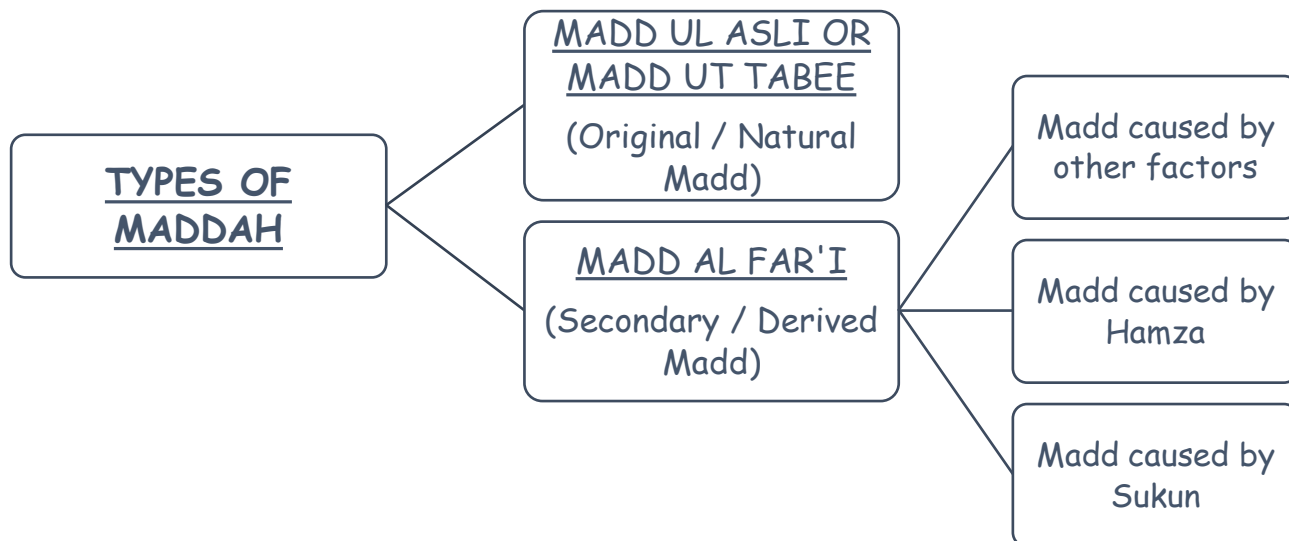 TYPES OF
MADDAH
MADD UL ASLI OR
MADD UT TABEE
(Original / Natural
Madd)
MADD AL FAR'I
(Secondary / Derived
Madd)
Madd caused by
other factors
Madd caused by
Hamza
Madd caused by
Sukun